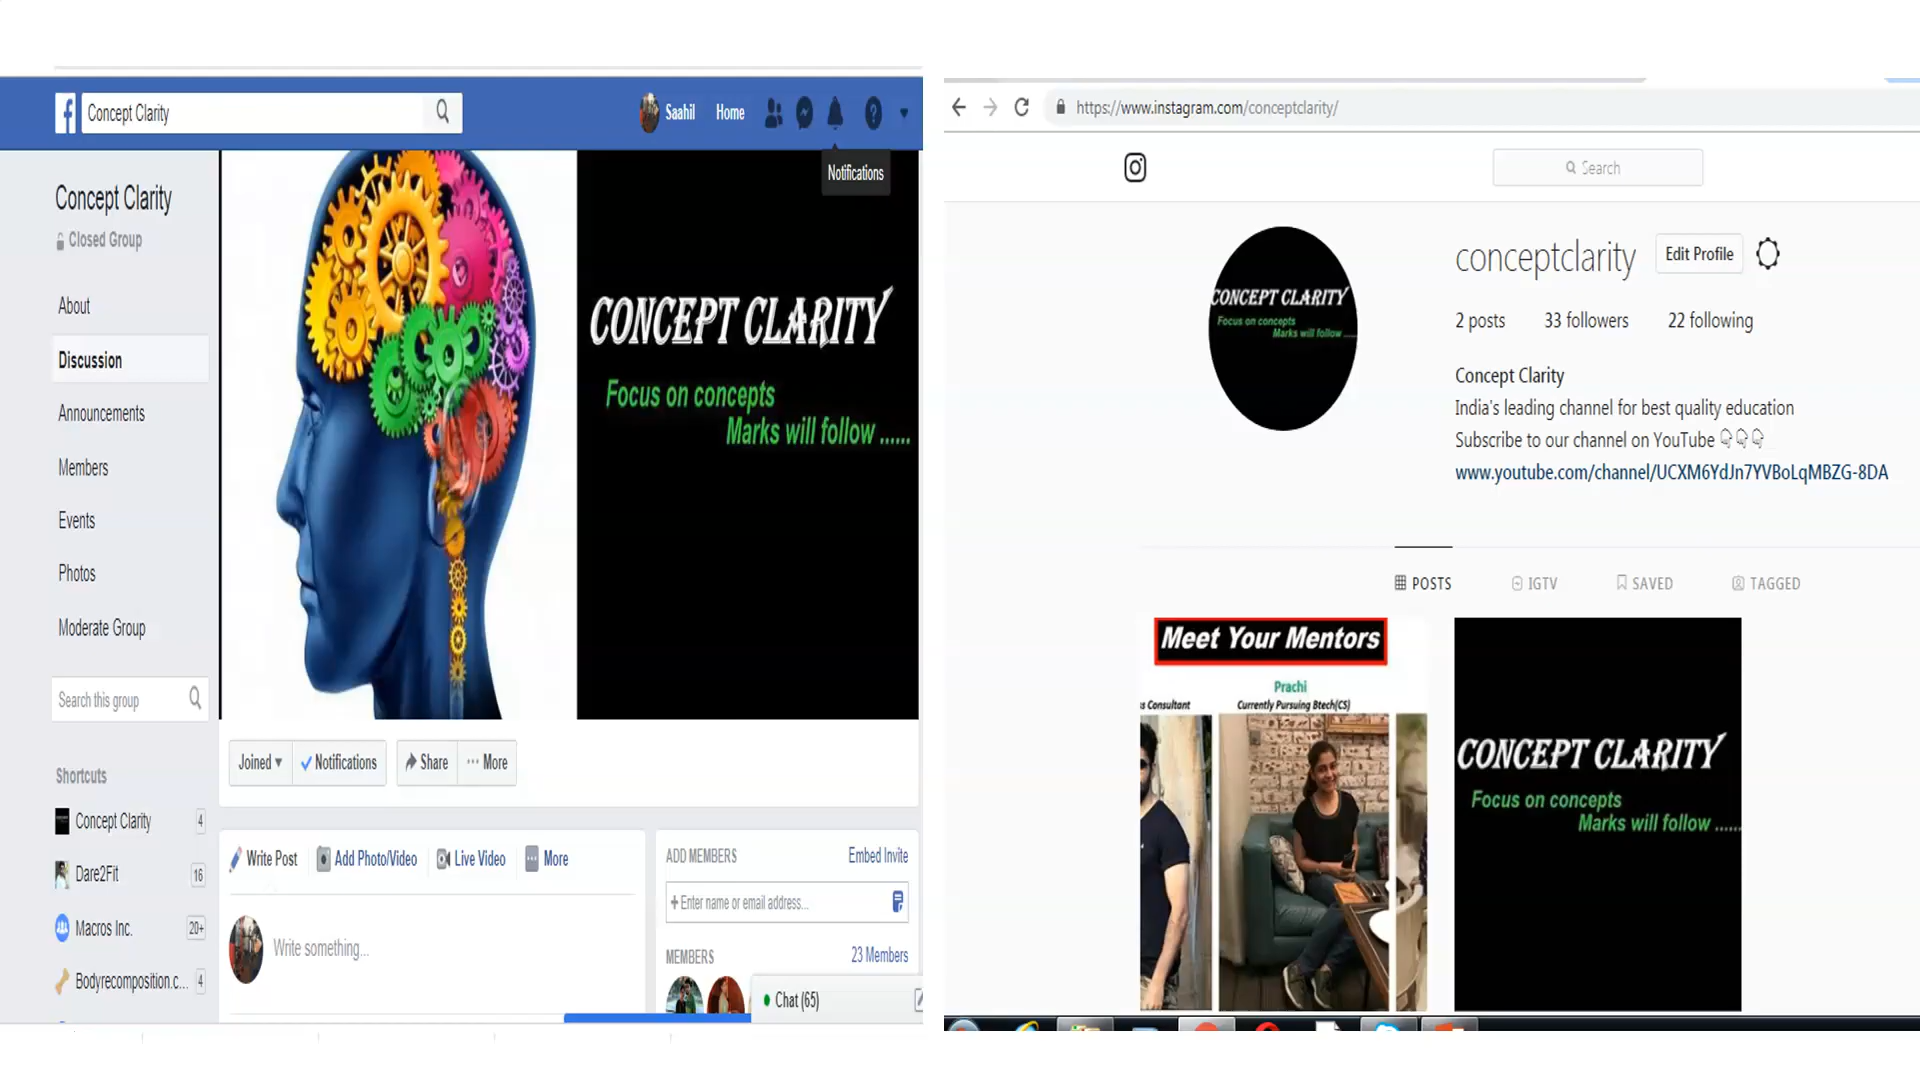 Concept Clarity
Saahil
Home
Notifications
Concept Clarity
Closed Group
About
Discussion
Announcements
Members
Events
Photos
Moderate Group
Search this group
Shortcuts
Concept Clarity 4
Dare2Fit 16
Macros Inc. 20+
Bodyrecomposition.c... 4
CONCEPT CLARITY
Focus on concepts
Marks will follow ......
Joined
Notifications
Share
More
Write Post
Add Photo/Video
Live Video
More
Write something...
ADD MEMBERS
Embed Invite
+ Enter name or email address...
MEMBERS
23 Members
Chat (65)
https://www.instagram.com/conceptclarity/
Search
CONCEPT CLARITY
Focus on concepts
Marks will follow ......
conceptclarity
Edit Profile
2 posts 33 followers 22 following
Concept Clarity
India's leading channel for best quality education
Subscribe to our channel on YouTube
www.youtube.com/channel/UCXM6YdJn7YVBoLqMBZG-8DA
POSTS
IGTV
SAVED
TAGGED
Meet Your Mentors
Prachi
s Consultant
Currently Pursuing Btech(CS)
CONCEPT CLARITY
Focus on concepts
Marks will follow ......